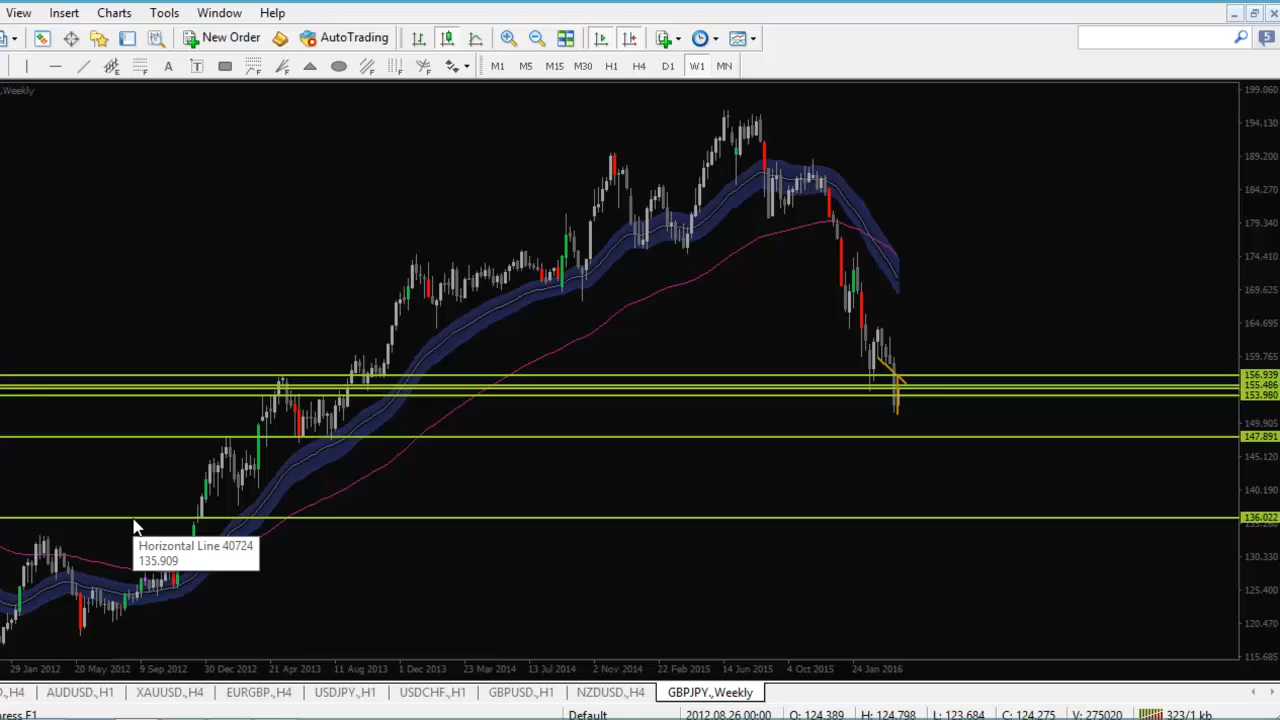 View Insert Charts Tools Window Help
New Order AutoTrading 5
A T F F M1 M5 M15 M30 H1 H4 D1 W1 MN
,Weekly
199.060
194.130
189.200
184.270
179.340
174.410
169.625
164.695
159.765
156.939
155.486
153.980
149.905
147.891
145.120
140.190
136.022
Horizontal Line 40724
135.909
130.330
125.400
120.470
115.685
29 Jan 2012 20 May 2012 9 Sep 2012 30 Dec 2012 21 Apr 2013 11 Aug 2013 1 Dec 2013 23 Mar 2014 13 Jul 2014 2 Nov 2014 22 Feb 2015 14 Jun 2015 4 Oct 2015 24 Jan 2016
.,H4 AUDUSD.,H1 XAUUSD.,H4 EURGBP.,H4 USDJPY.,H1 USDCHF.,H1 GBPUSD.,H1 NZDUSD.,H4 GBPJPY.,Weekly
press F1 Default 2012.08.26 00:00 O: 124.389 H: 124.798 L: 123.684 C: 124.275 V: 275020 323/1 kb